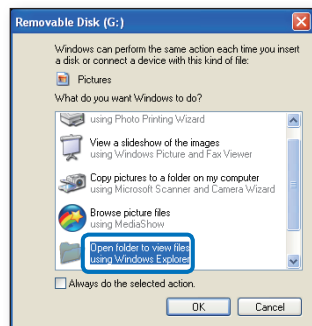 Removable Disk (G:)
Windows can perform the same action each time you insert
a disk or connect a device with this kind of file:
Pictures
What do you want Windows to do?
using Photo Printing Wizard
View a slideshow of the images
using Windows Picture and Fax Viewer
Copy pictures to a folder on my computer
using Microsoft Scanner and Camera Wizard
Browse picture files
using MediaShow
Open folder to view files
using Windows Explorer
Always do the selected action.
OK
Cancel